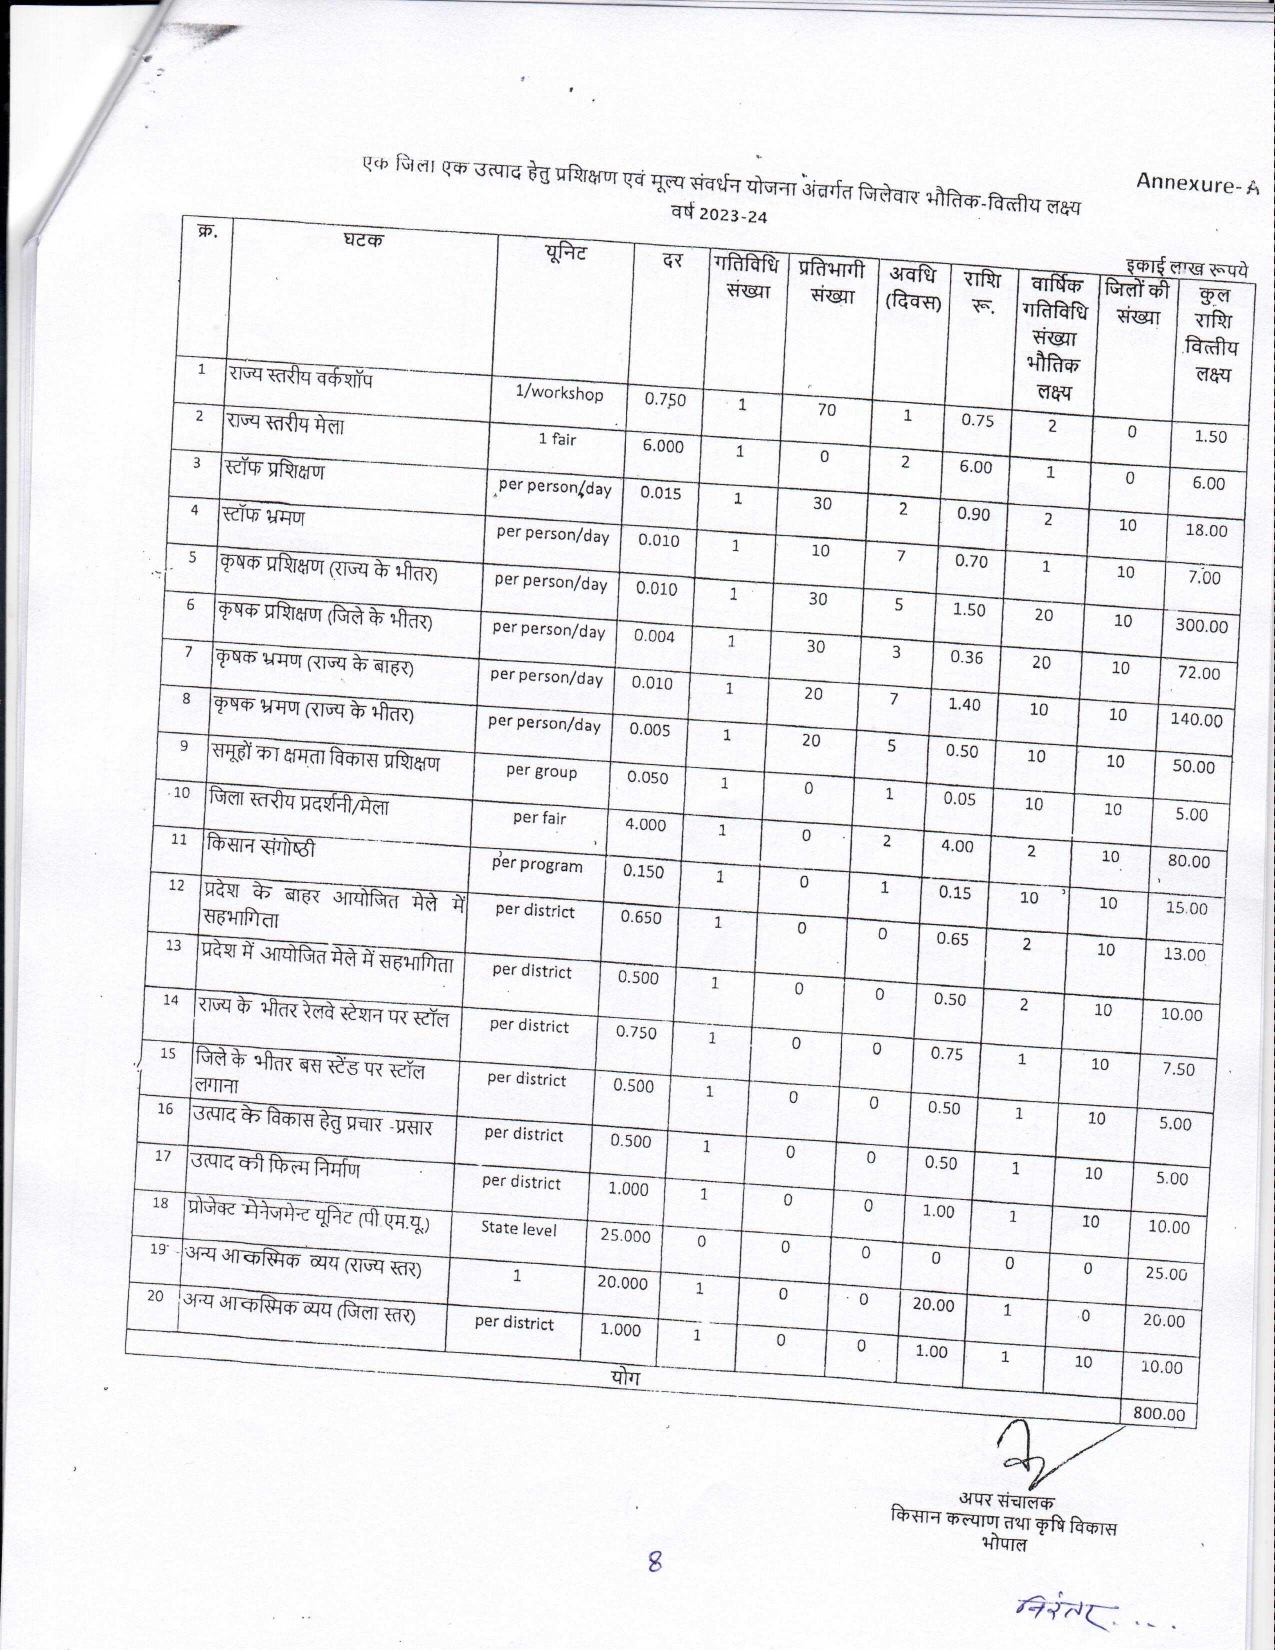 Annexure-A
एक जिला एक उत्पाद हेतु प्रशिक्षण एवं मूल्य संवर्धन योजना अंतर्गत जिलेवार भौतिक-वित्तीय लक्ष्य
वर्ष 2023-24
इकाई लाख रूपये
क्र. घटक यूनिट दर गतिविधि संख्या प्रतिभागी संख्या अवधि (दिवस) राशि रू. वार्षिक गतिविधि संख्या भौतिक लक्ष्य जिलों की संख्या कुल राशि वित्तीय लक्ष्य
1 राज्य स्तरीय वर्कशॉप 1/workshop 0.750 1 70 1 0.75 2 0 1.50
2 राज्य स्तरीय मेला 1 fair 6.000 1 0 2 6.00 1 0 6.00
3 स्टॉफ प्रशिक्षण per person/day 0.015 1 30 2 0.90 2 10 18.00
4 स्टॉफ भ्रमण per person/day 0.010 1 10 7 0.70 1 10 7.00
5 कृषक प्रशिक्षण (राज्य के भीतर) per person/day 0.010 1 30 5 1.50 20 10 300.00
6 कृषक प्रशिक्षण (जिले के भीतर) per person/day 0.004 1 30 3 0.36 20 10 72.00
7 कृषक भ्रमण (राज्य के बाहर) per person/day 0.010 1 20 7 1.40 10 10 140.00
8 कृषक भ्रमण (राज्य के भीतर) per person/day 0.005 1 20 5 0.50 10 10 50.00
9 समूहों का क्षमता विकास प्रशिक्षण per group 0.050 1 0 1 0.05 10 10 5.00
10 जिला स्तरीय प्रदर्शनी/मेला per fair 4.000 1 0 2 4.00 2 10 80.00
11 किसान संगोष्ठी per program 0.150 1 0 1 0.15 10 10 15.00
12 प्रदेश के बाहर आयोजित मेले में सहभागिता per district 0.650 1 0 0 0.65 2 10 13.00
13 प्रदेश में आयोजित मेले में सहभागिता per district 0.500 1 0 0 0.50 2 10 10.00
14 राज्य के भीतर रेलवे स्टेशन पर स्टॉल per district 0.750 1 0 0 0.75 1 10 7.50
15 जिले के भीतर बस स्टेंड पर स्टॉल लगाना per district 0.500 1 0 0 0.50 1 10 5.00
16 उत्पाद के विकास हेतु प्रचार -प्रसार per district 0.500 1 0 0 0.50 1 10 5.00
17 उत्पाद की फिल्म निर्माण per district 1.000 1 0 0 1.00 1 10 10.00
18 प्रोजेक्ट मेनेजमेन्ट यूनिट (पी.एम.यू.) State level 25.000 0 0 0 0 0 0 25.00
19 अन्य आकस्मिक व्यय (राज्य स्तर) 1 20.000 1 0 0 20.00 1 0 20.00
20 अन्य आकस्मिक व्यय (जिला स्तर) per district 1.000 1 0 0 1.00 1 10 10.00
योग 800.00
अपर संचालक
किसान कल्याण तथा कृषि विकास
भोपाल
8
निरंतर....